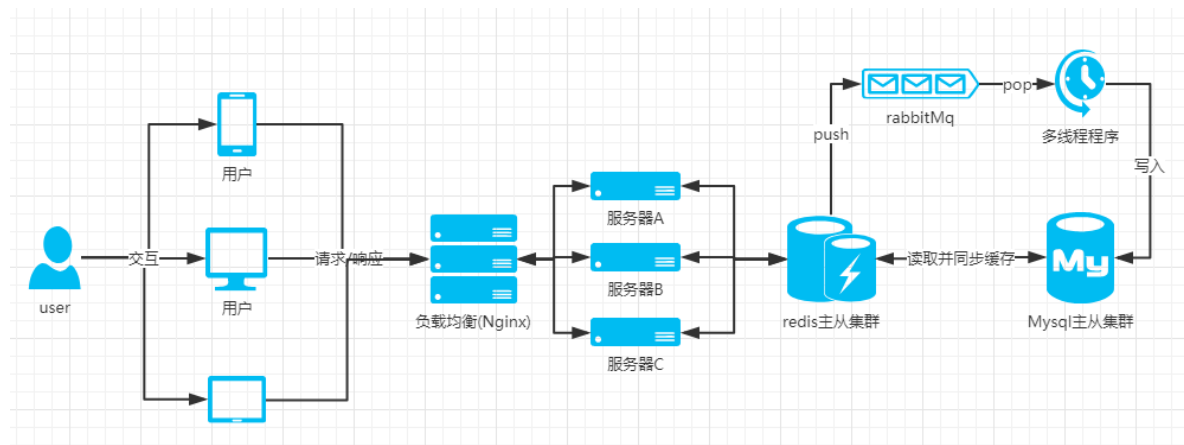 user
交互
用户
用户
请求/响应
负载均衡(Nginx)
服务器A
服务器B
服务器C
redis主从集群
push
rabbitMq
pop
多线程程序
写入
读取并同步缓存
My
Mysql主从集群